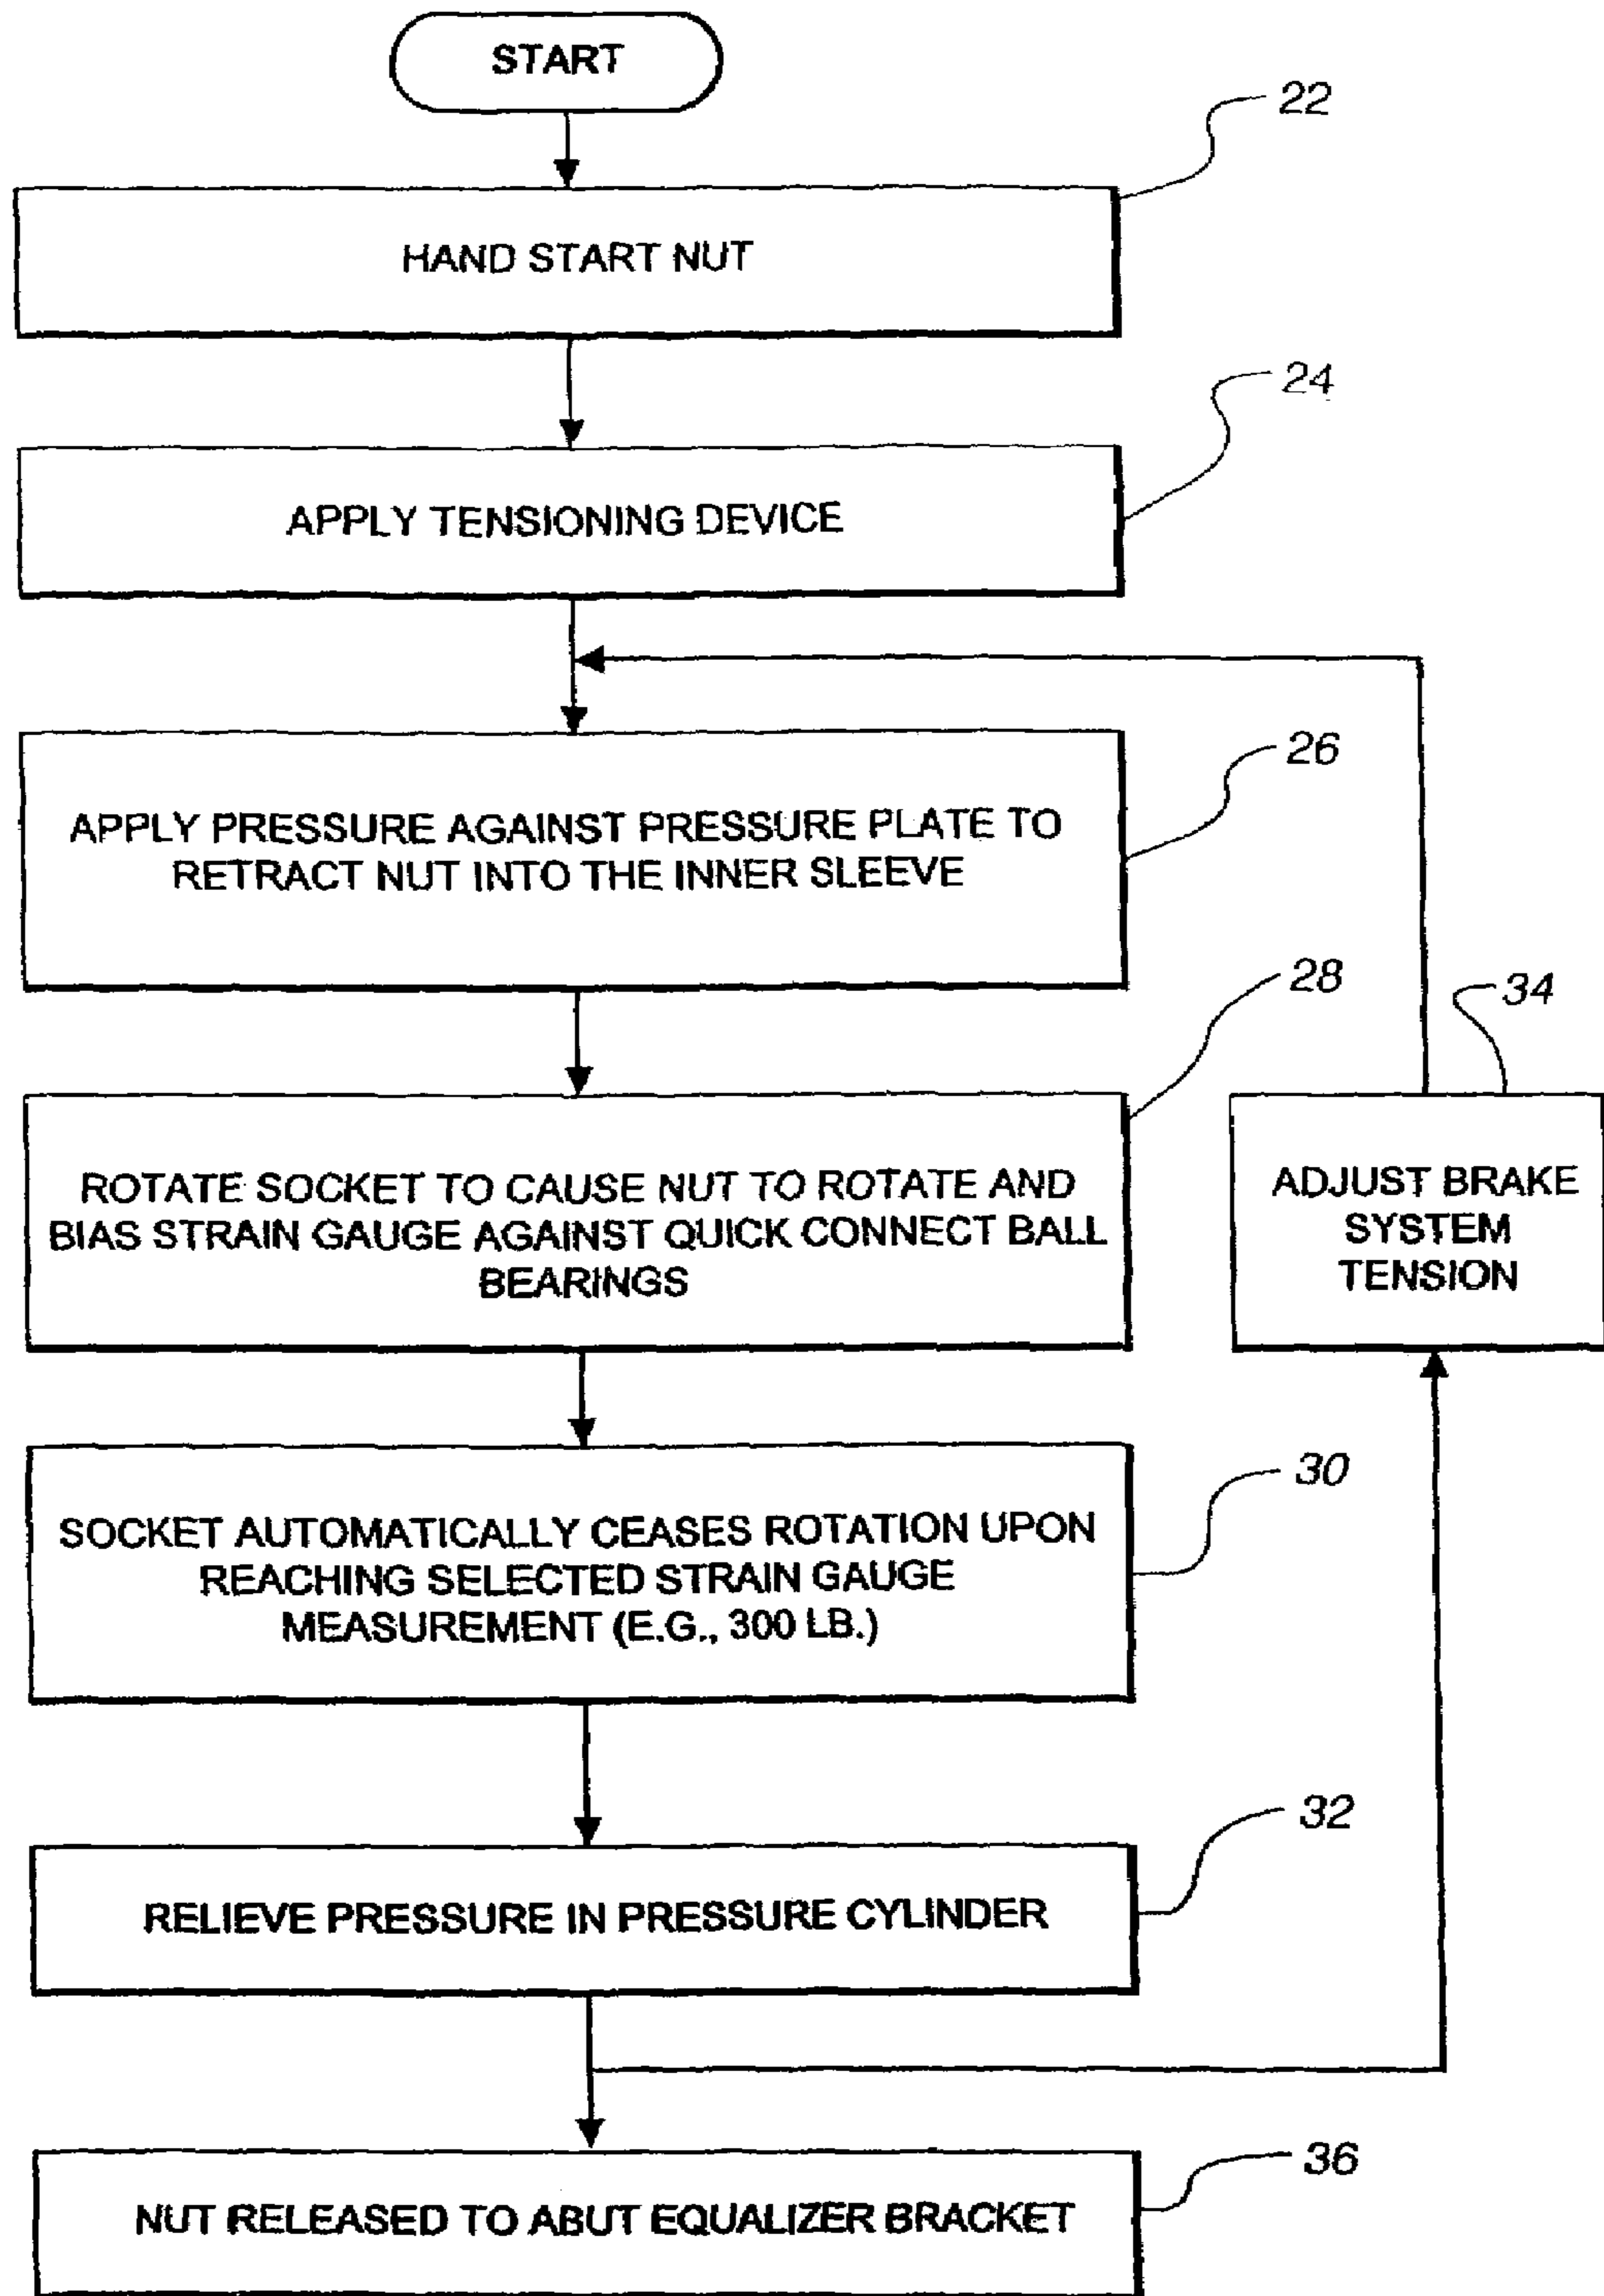 START
22
HAND START NUT
24
APPLY TENSIONING DEVICE
26
APPLY PRESSURE AGAINST PRESSURE PLATE TO
RETRACT NUT INTO THE INNER SLEEVE
28
34
ROTATE SOCKET TO CAUSE NUT TO ROTATE AND
BIAS STRAIN GAUGE AGAINST QUICK CONNECT BALL
BEARINGS
ADJUST BRAKE
SYSTEM
TENSION
30
SOCKET AUTOMATICALLY CEASES ROTATION UPON
REACHING SELECTED STRAIN GAUGE
MEASUREMENT (E.G., 300 LB.)
32
RELIEVE PRESSURE IN PRESSURE CYLINDER
36
NUT RELEASED TO ABUT EQUALIZER BRACKET